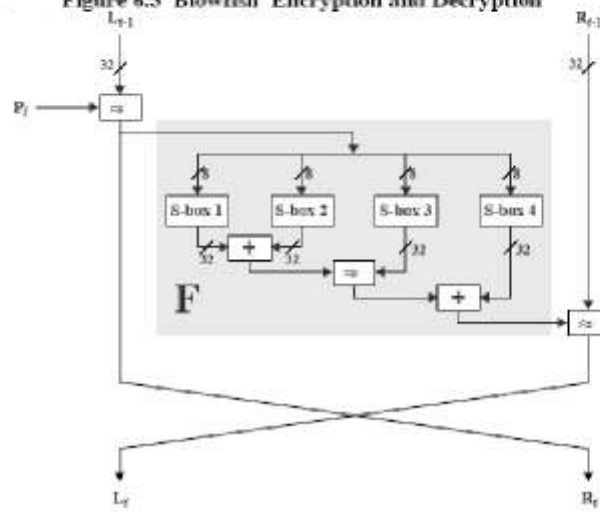 Figure 6.3 Blowfish Encryption and Decryption
L
R
32
32
P
≈
8
8
8
8
S-box 1
S-box 2
S-box 3
S-box 4
32
+
32
≈
32
+
32
F
≈
L
R